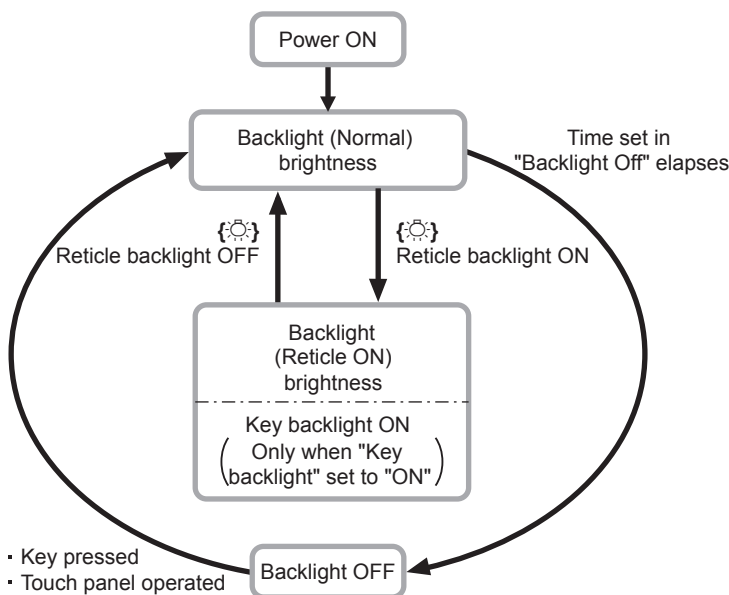 Power ON
Backlight (Normal)
brightness
Time set in
"Backlight Off" elapses
{ }
Reticle backlight OFF
{ }
Reticle backlight ON
Backlight
(Reticle ON)
brightness
Key backlight ON
(Only when "Key
backlight" set to "ON")
· Key pressed
· Touch panel operated
Backlight OFF